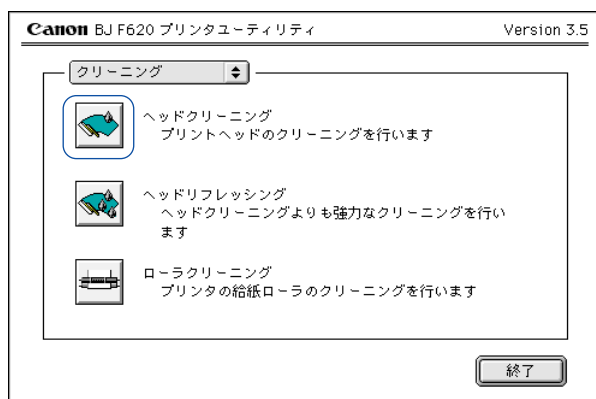 Canon BJ F620 プリンタユーティリティ Version 3.5
クリーニング
ヘッドクリーニング
プリントヘッドのクリーニングを行います
ヘッドリフレッシング
ヘッドクリーニングよりも強力なクリーニングを行い
ます
ローラクリーニング
プリンタの給紙ローラのクリーニングを行います
終了